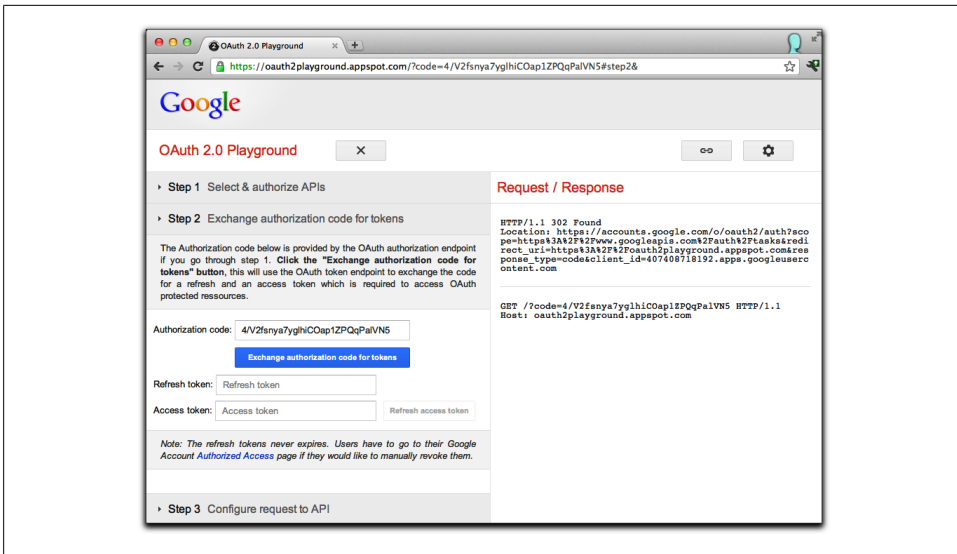 OAuth 2.0 Playground
https://oauth2playground.appspot.com/?code=4/V2fsnya7yglhiCOap1ZPQqPalVN5#step2&
Google
OAuth 2.0 Playground
Step 1 Select & authorize APIs
Step 2 Exchange authorization code for tokens
The Authorization code below is provided by the OAuth authorization endpoint
if you go through step 1. Click the "Exchange authorization code for
tokens" button, this will use the OAuth token endpoint to exchange the code
for a refresh and an access token which is required to access OAuth
protected ressources.
Authorization code: 4/V2fsnya7yglhiCOap1ZPQqPalVN5
Exchange authorization code for tokens
Refresh token: Refresh token
Access token: Access token Refresh access token
Note: The refresh tokens never expires. Users have to go to their Google
Account Authorized Access page if they would like to manually revoke them.
Step 3 Configure request to API
Request / Response
HTTP/1.1 302 Found
Location: https://accounts.google.com/o/oauth2/auth?sco
pe=https%3A%2F%2Fwww.googleapis.com%2Fauth%2Ftasks&redi
rect_uri=https%3A%2F%2Foauth2playground.appspot.com&res
ponse_type=code&client_id=407408718192.apps.googleuserc
ontent.com
GET /?code=4/V2fsnya7yglhiCOap1ZPQqPalVN5 HTTP/1.1
Host: oauth2playground.appspot.com